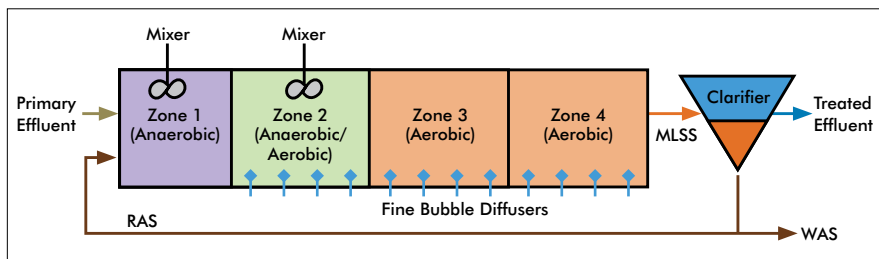 Mixer
Mixer
Primary
Effluent
Zone 1
(Anaerobic)
Zone 2
(Anaerobic/
Aerobic)
Zone 3
(Aerobic)
Zone 4
(Aerobic)
MLSS
Clarifier
Treated
Effluent
Fine Bubble Diffusers
RAS
WAS